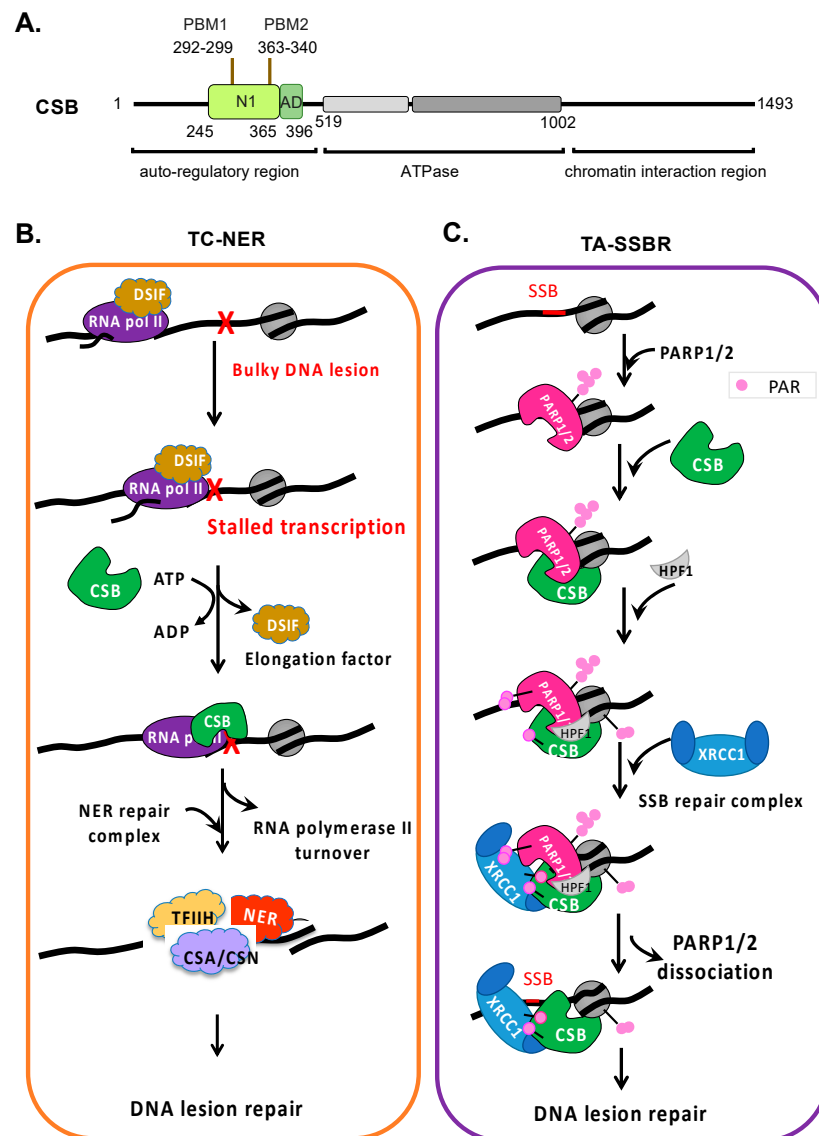 A.
PBM1 PBM2
292-299 363-340
CSB 1 N1 AD 1493
245 365 396 519 1002
auto-regulatory region ATPase chromatin interaction region
B.
TC-NER
DSIF
RNA pol II
X
Bulky DNA lesion
DSIF
RNA pol II X
Stalled transcription
CSB
ATP
ADP
DSIF
Elongation factor
CSB
RNA pol II
X
NER repair
complex
RNA polymerase II
turnover
TFIIH NER
CSA/CSN
DNA lesion repair
C.
TA-SSBR
SSB
PARP1/2
PAR
PARP1/2
CSB
PARP1/2
CSB
HPF1
PARP1/2
HPF1
CSB
XRCC1
SSB repair complex
PARP1/2
XRCC1
HPF1
CSB
PARP1/2
dissociation
SSB
XRCC1
CSB
DNA lesion repair